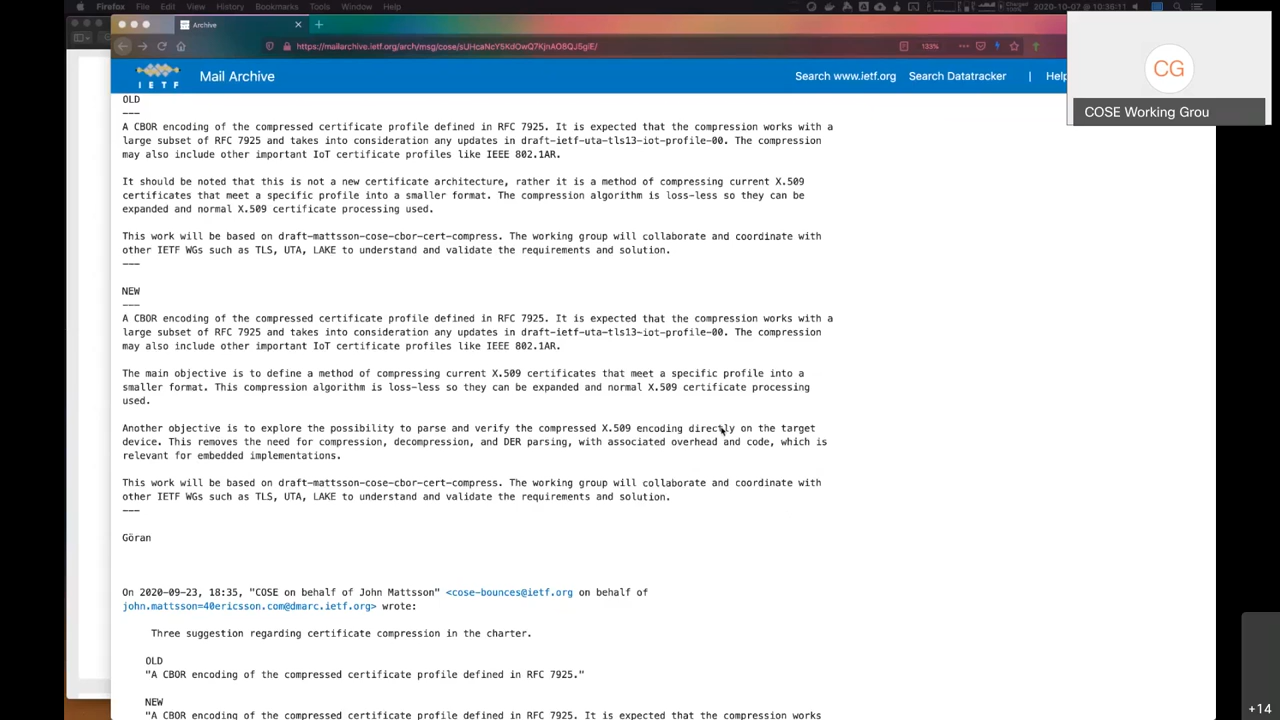 Firefox File Edit View History Bookmarks Tools Window Help
2020-10-07 @ 10:36:11
Archive
https://mailarchive.ietf.org/arch/msg/cose/
133%
IETF
Mail Archive
Search www.ietf.org Search Datatracker | Help
CG
COSE Working Grou
OLD
---
A CBOR encoding of the compressed certificate profile defined in RFC 7925. It is expected that the compression works with a
large subset of RFC 7925 and takes into consideration any updates in draft-ietf-uta-tls13-iot-profile-00. The compression
may also include other important IoT certificate profiles like IEEE 802.1AR.
It should be noted that this is not a new certificate architecture, rather it is a method of compressing current X.509
certificates that meet a specific profile into a smaller format. The compression algorithm is loss-less so they can be
expanded and normal X.509 certificate processing used.
This work will be based on draft-mattsson-cose-cbor-cert-compress. The working group will collaborate and coordinate with
other IETF WGs such as TLS, UTA, LAKE to understand and validate the requirements and solution.
---
NEW
---
A CBOR encoding of the compressed certificate profile defined in RFC 7925. It is expected that the compression works with a
large subset of RFC 7925 and takes into consideration any updates in draft-ietf-uta-tls13-iot-profile-00. The compression
may also include other important IoT certificate profiles like IEEE 802.1AR.
The main objective is to define a method of compressing current X.509 certificates that meet a specific profile into a
smaller format. This compression algorithm is loss-less so they can be expanded and normal X.509 certificate processing
used.
Another objective is to explore the possibility to parse and verify the compressed X.509 encoding directly on the target
device. This removes the need for compression, decompression, and DER parsing, with associated overhead and code, which is
relevant for embedded implementations.
This work will be based on draft-mattsson-cose-cbor-cert-compress. The working group will collaborate and coordinate with
other IETF WGs such as TLS, UTA, LAKE to understand and validate the requirements and solution.
---
Göran
On 2020-09-23, 18:35, "COSE on behalf of John Mattsson" <cose-bounces@ietf.org on behalf of
john.mattsson=40ericsson.com@dmarc.ietf.org> wrote:
Three suggestion regarding certificate compression in the charter.
OLD
"A CBOR encoding of the compressed certificate profile defined in RFC 7925."
NEW
"A CBOR encoding of the compressed certificate profile defined in RFC 7925. It is expected that the compression works
+14